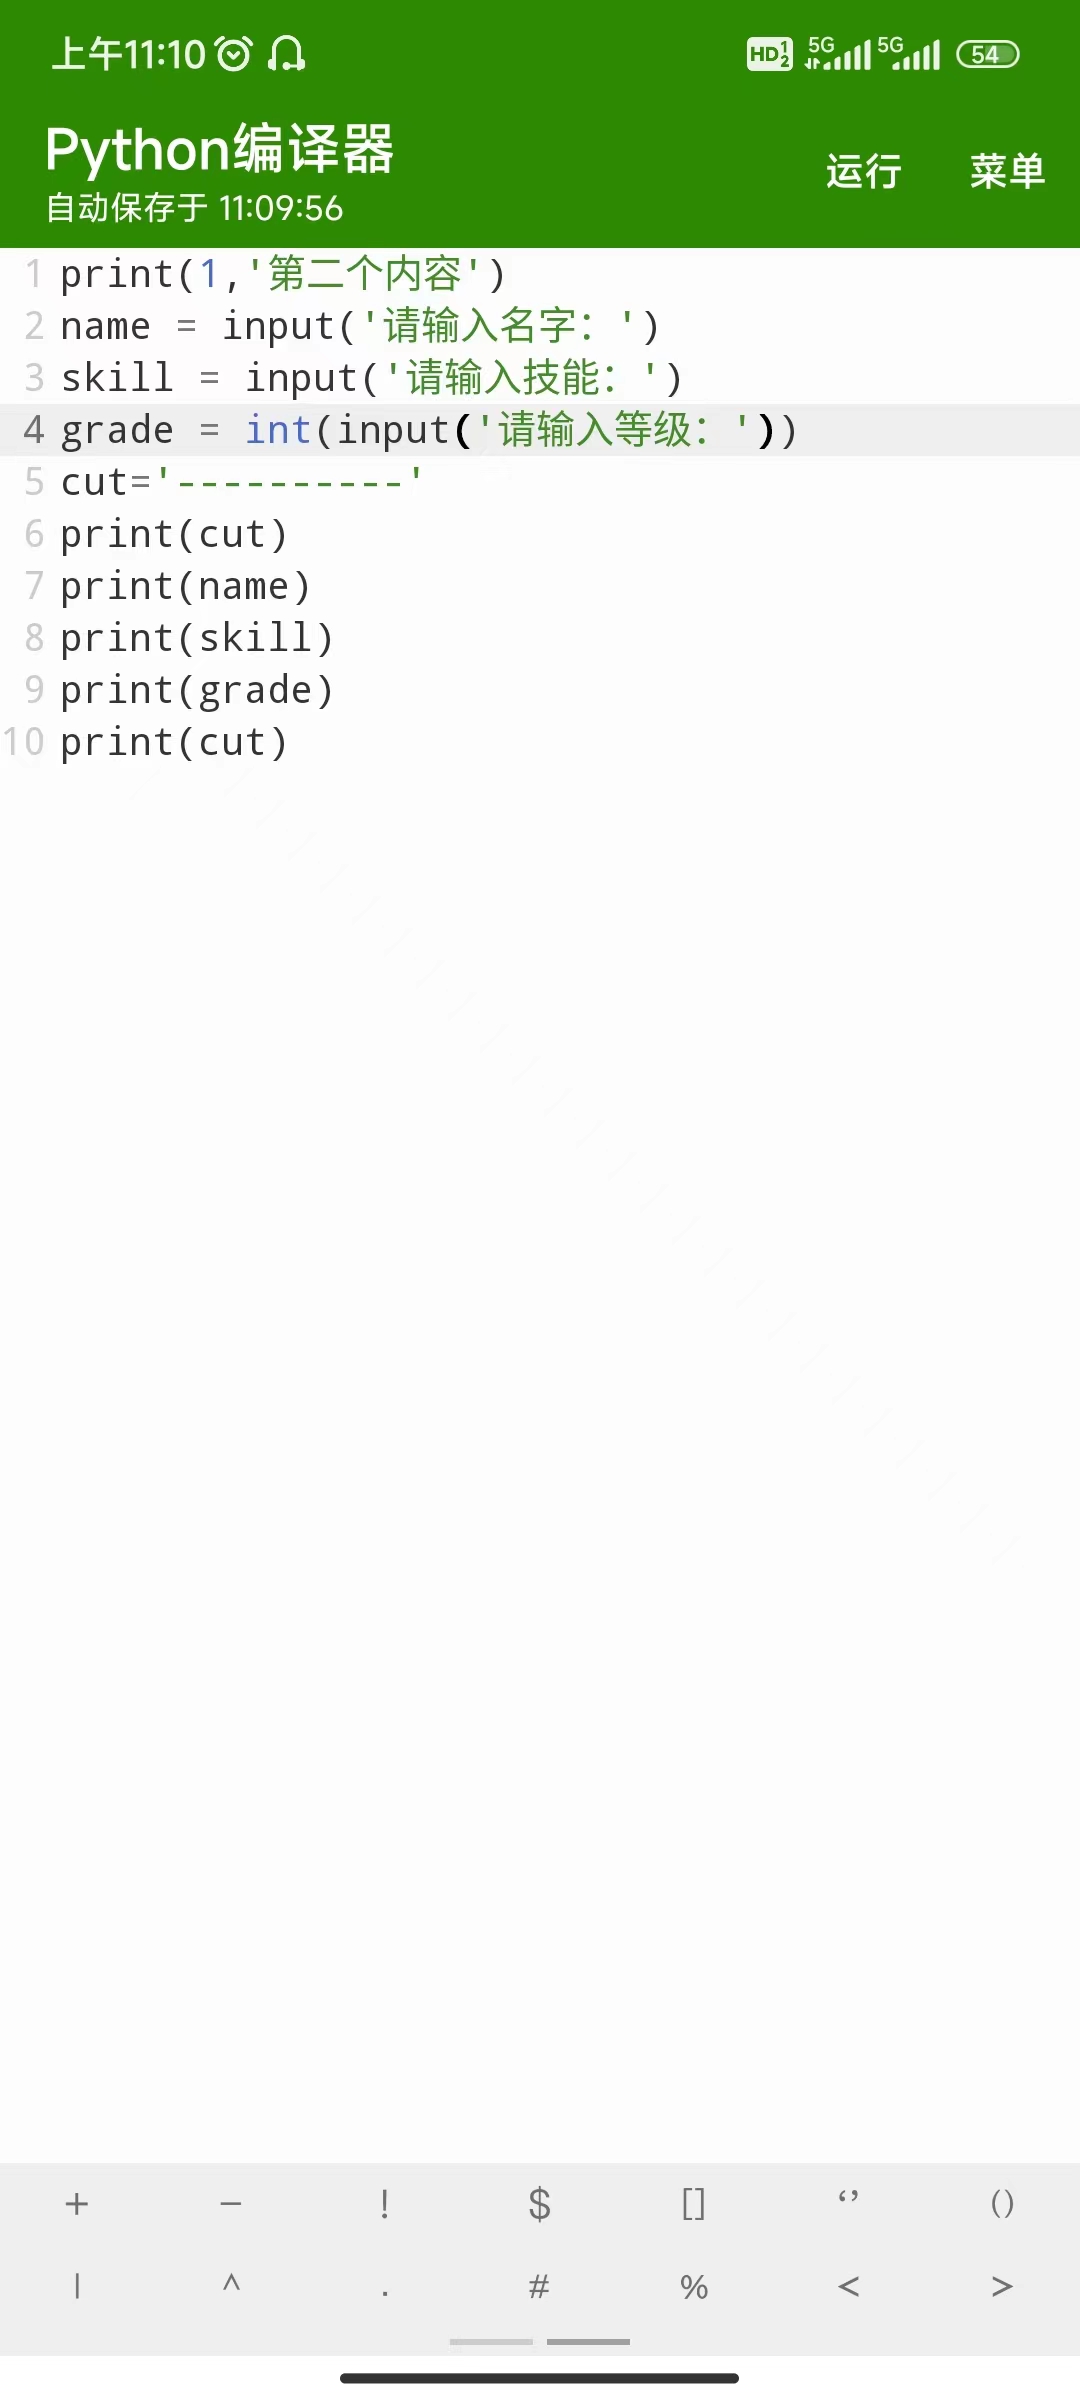 上午11:10 HD 1 2 5G 5G 54
Python编译器
运行 菜单
自动保存于 11:09:56
1 print(1,'第二个内容')
2 name = input('请输入名字：')
3 skill = input('请输入技能：')
4 grade = int(input('请输入等级：'))
5 cut='----------'
6 print(cut)
7 print(name)
8 print(skill)
9 print(grade)
10 print(cut)
+ − ! $ [] ‘’ ()
| ^ . # % < >